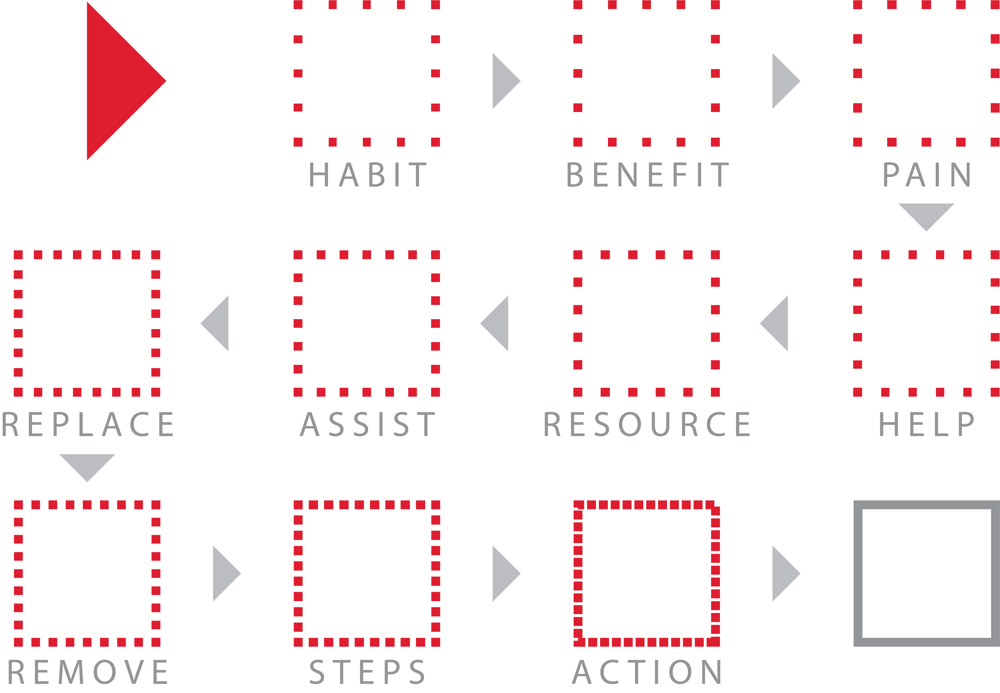 HABIT
BENEFIT
PAIN
HELP
RESOURCE
ASSIST
REPLACE
REMOVE
STEPS
ACTION